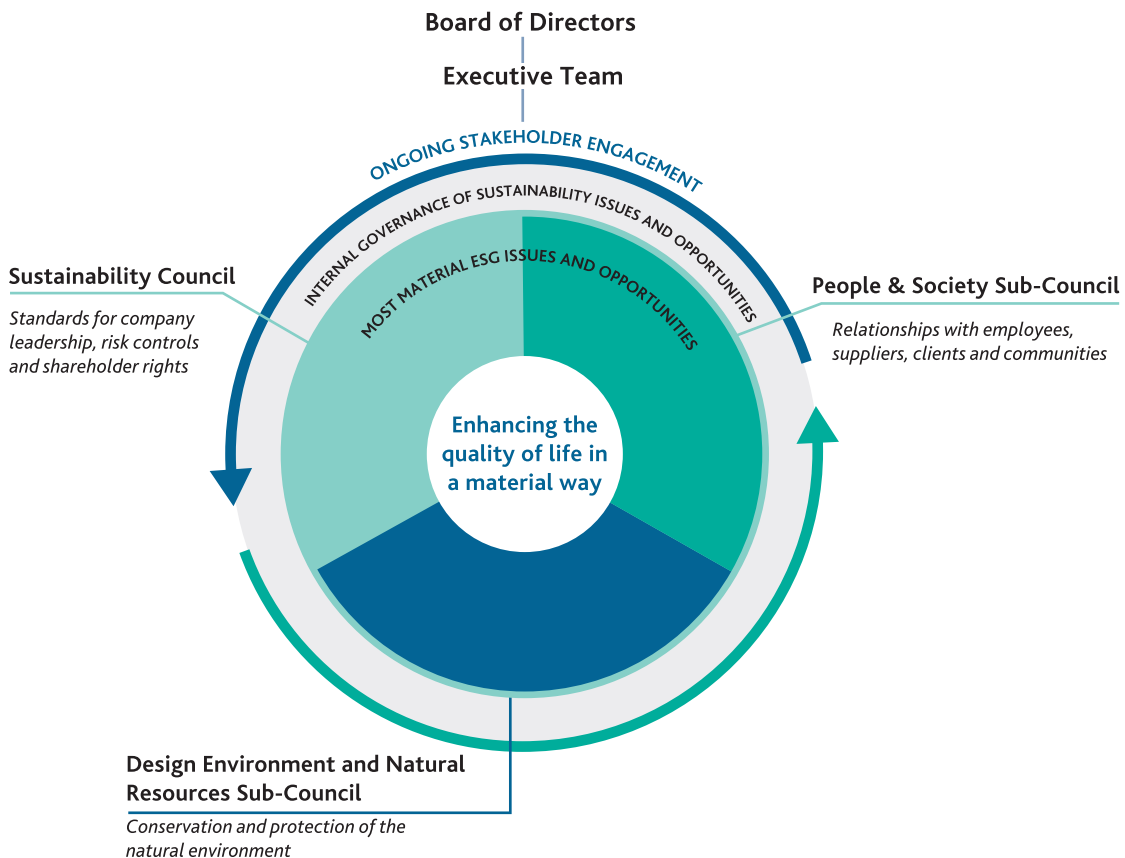 Board of Directors
Executive Team
ONGOING STAKEHOLDER ENGAGEMENT
INTERNAL GOVERNANCE OF SUSTAINABILITY ISSUES AND OPPORTUNITIES
MOST MATERIAL ESG ISSUES AND OPPORTUNITIES
Sustainability Council
Standards for company
leadership, risk controls
and shareholder rights
People & Society Sub-Council
Relationships with employees,
suppliers, clients and communities
Enhancing the
quality of life in
a material way
Design Environment and Natural
Resources Sub-Council
Conservation and protection of the
natural environment